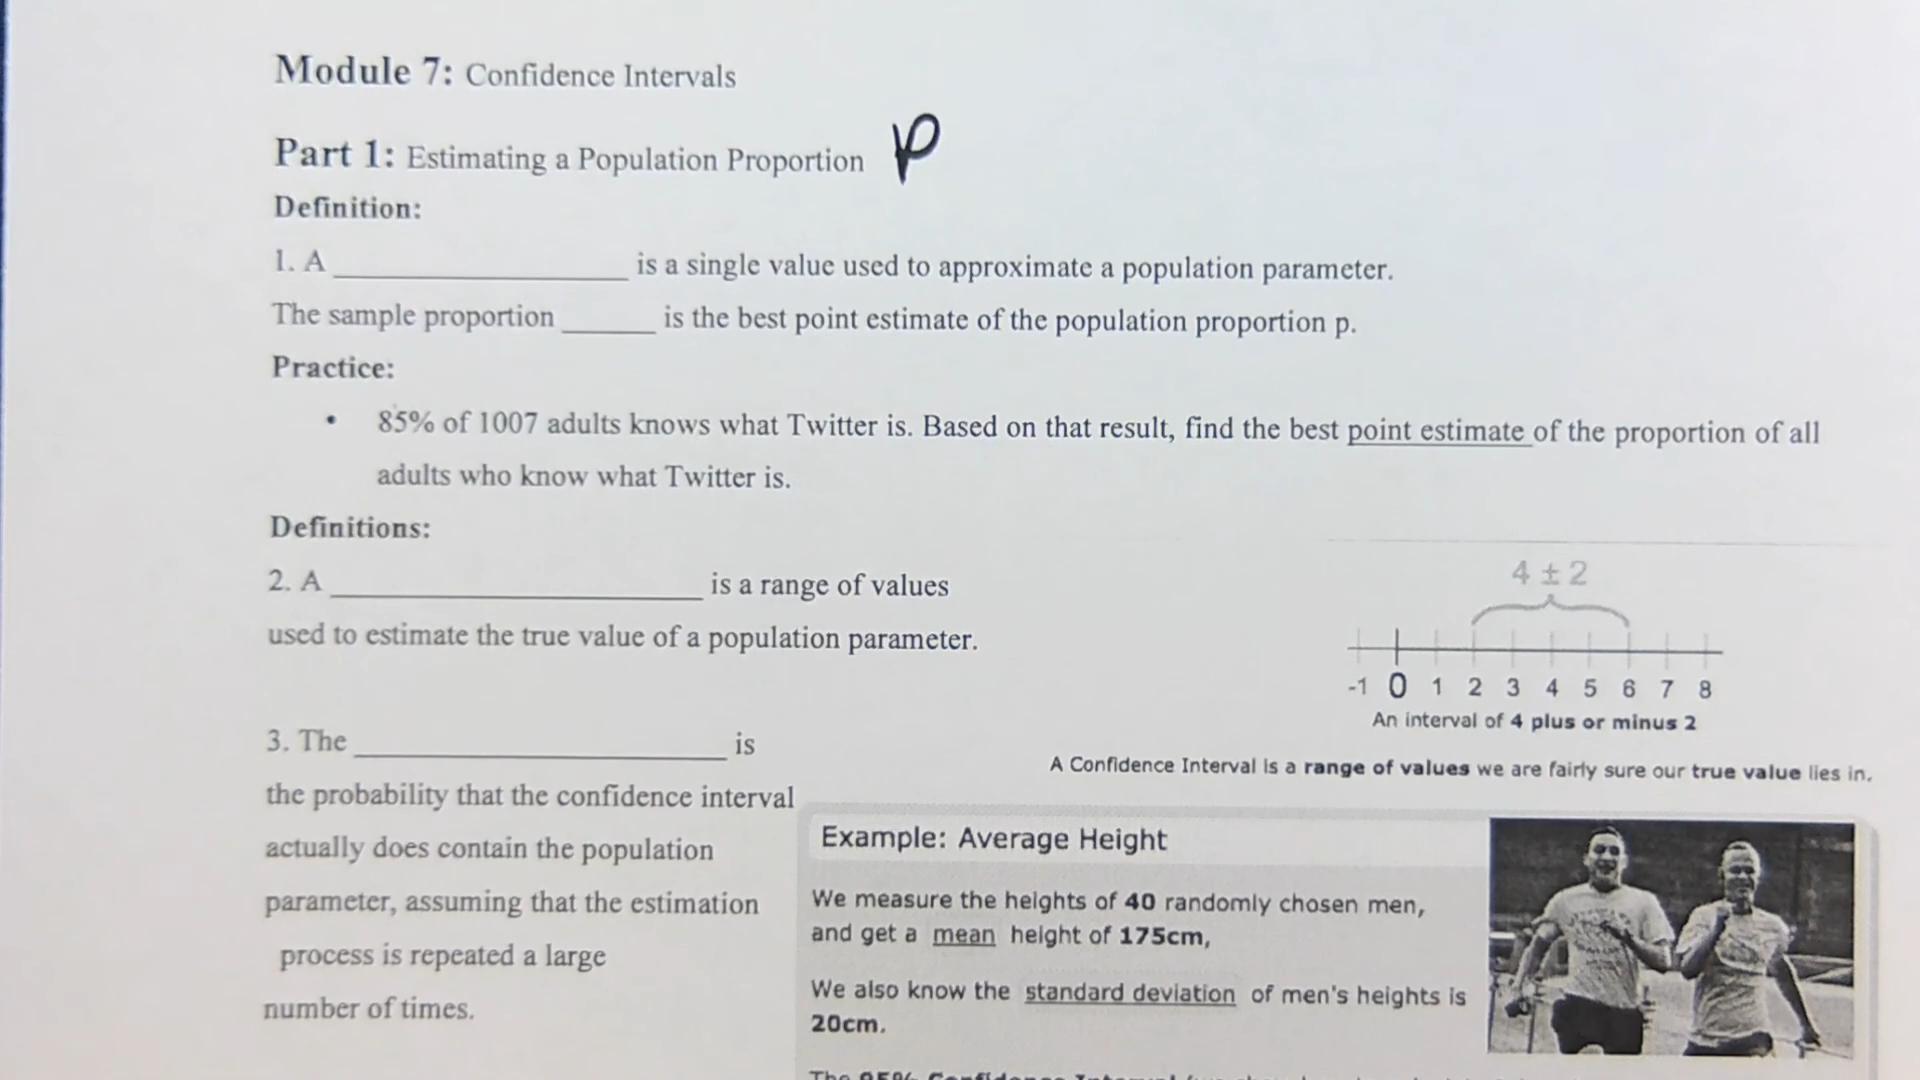 Module 7: Confidence Intervals
Part 1: Estimating a Population Proportion p
Definition:
1. A ____________________ is a single value used to approximate a population parameter.
The sample proportion ______ is the best point estimate of the population proportion p.
Practice:
• 85% of 1007 adults knows what Twitter is. Based on that result, find the best point estimate of the proportion of all
adults who know what Twitter is.
Definitions:
2. A _________________________ is a range of values
used to estimate the true value of a population parameter.
4 ± 2
-1 0 1 2 3 4 5 6 7 8
An interval of 4 plus or minus 2
A Confidence Interval is a range of values we are fairly sure our true value lies in.
3. The _________________________ is
the probability that the confidence interval
actually does contain the population
parameter, assuming that the estimation
process is repeated a large
number of times.
Example: Average Height
We measure the heights of 40 randomly chosen men,
and get a mean height of 175cm,
We also know the standard deviation of men's heights is
20cm.
The 95% Confidence Interval